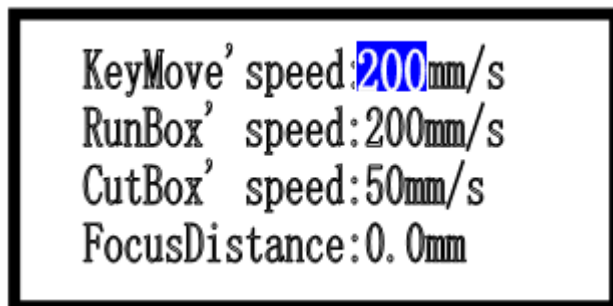 KeyMove’speed:200mm/s
RunBox’ speed:200mm/s
CutBox’ speed:50mm/s
FocusDistance:0.0mm